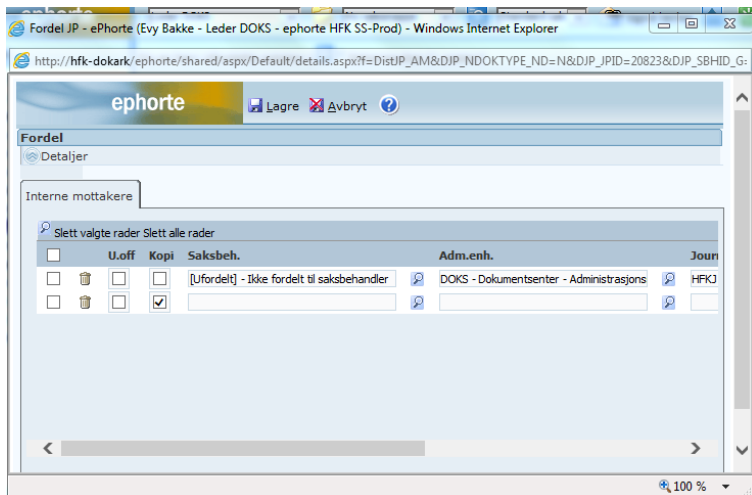 Fordel JP - ePhorte (Evy Bakke - Leder DOKS - ephorte HFK SS-Prod) - Windows Internet Explorer
http://hfk-dokark/ephorte/shared/aspx/Default/details.aspx?f=DistJP_AM&DJP_NDOKTYPE_ND=N&DJP_JPID=20823&DJP_SBHID_G:
ephorte Lagre Avbryt ?
Fordel
Detaljer
Interne mottakere
Slett valgte rader Slett alle rader
U.off Kopi Saksbeh. Adm.enh. Journ
[Ufordelt] - Ikke fordelt til saksbehandler DOKS - Dokumentsenter - Administrasjons HFKJ
100 %